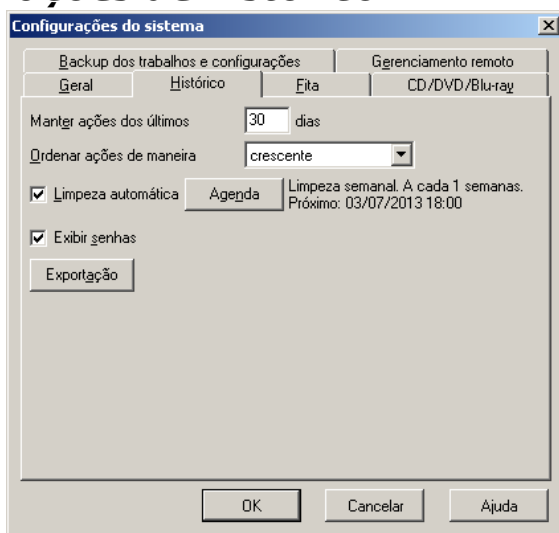 Configurações do sistema
Backup dos trabalhos e configurações Gerenciamento remoto
Geral Histórico Fita CD/DVD/Blu-ray
Manter ações dos últimos 30 dias
Ordenar ações de maneira crescente
Limpeza automática Agenda Limpeza semanal. A cada 1 semanas.
Próximo: 03/07/2013 18:00
Exibir senhas
Exportação
OK Cancelar Ajuda